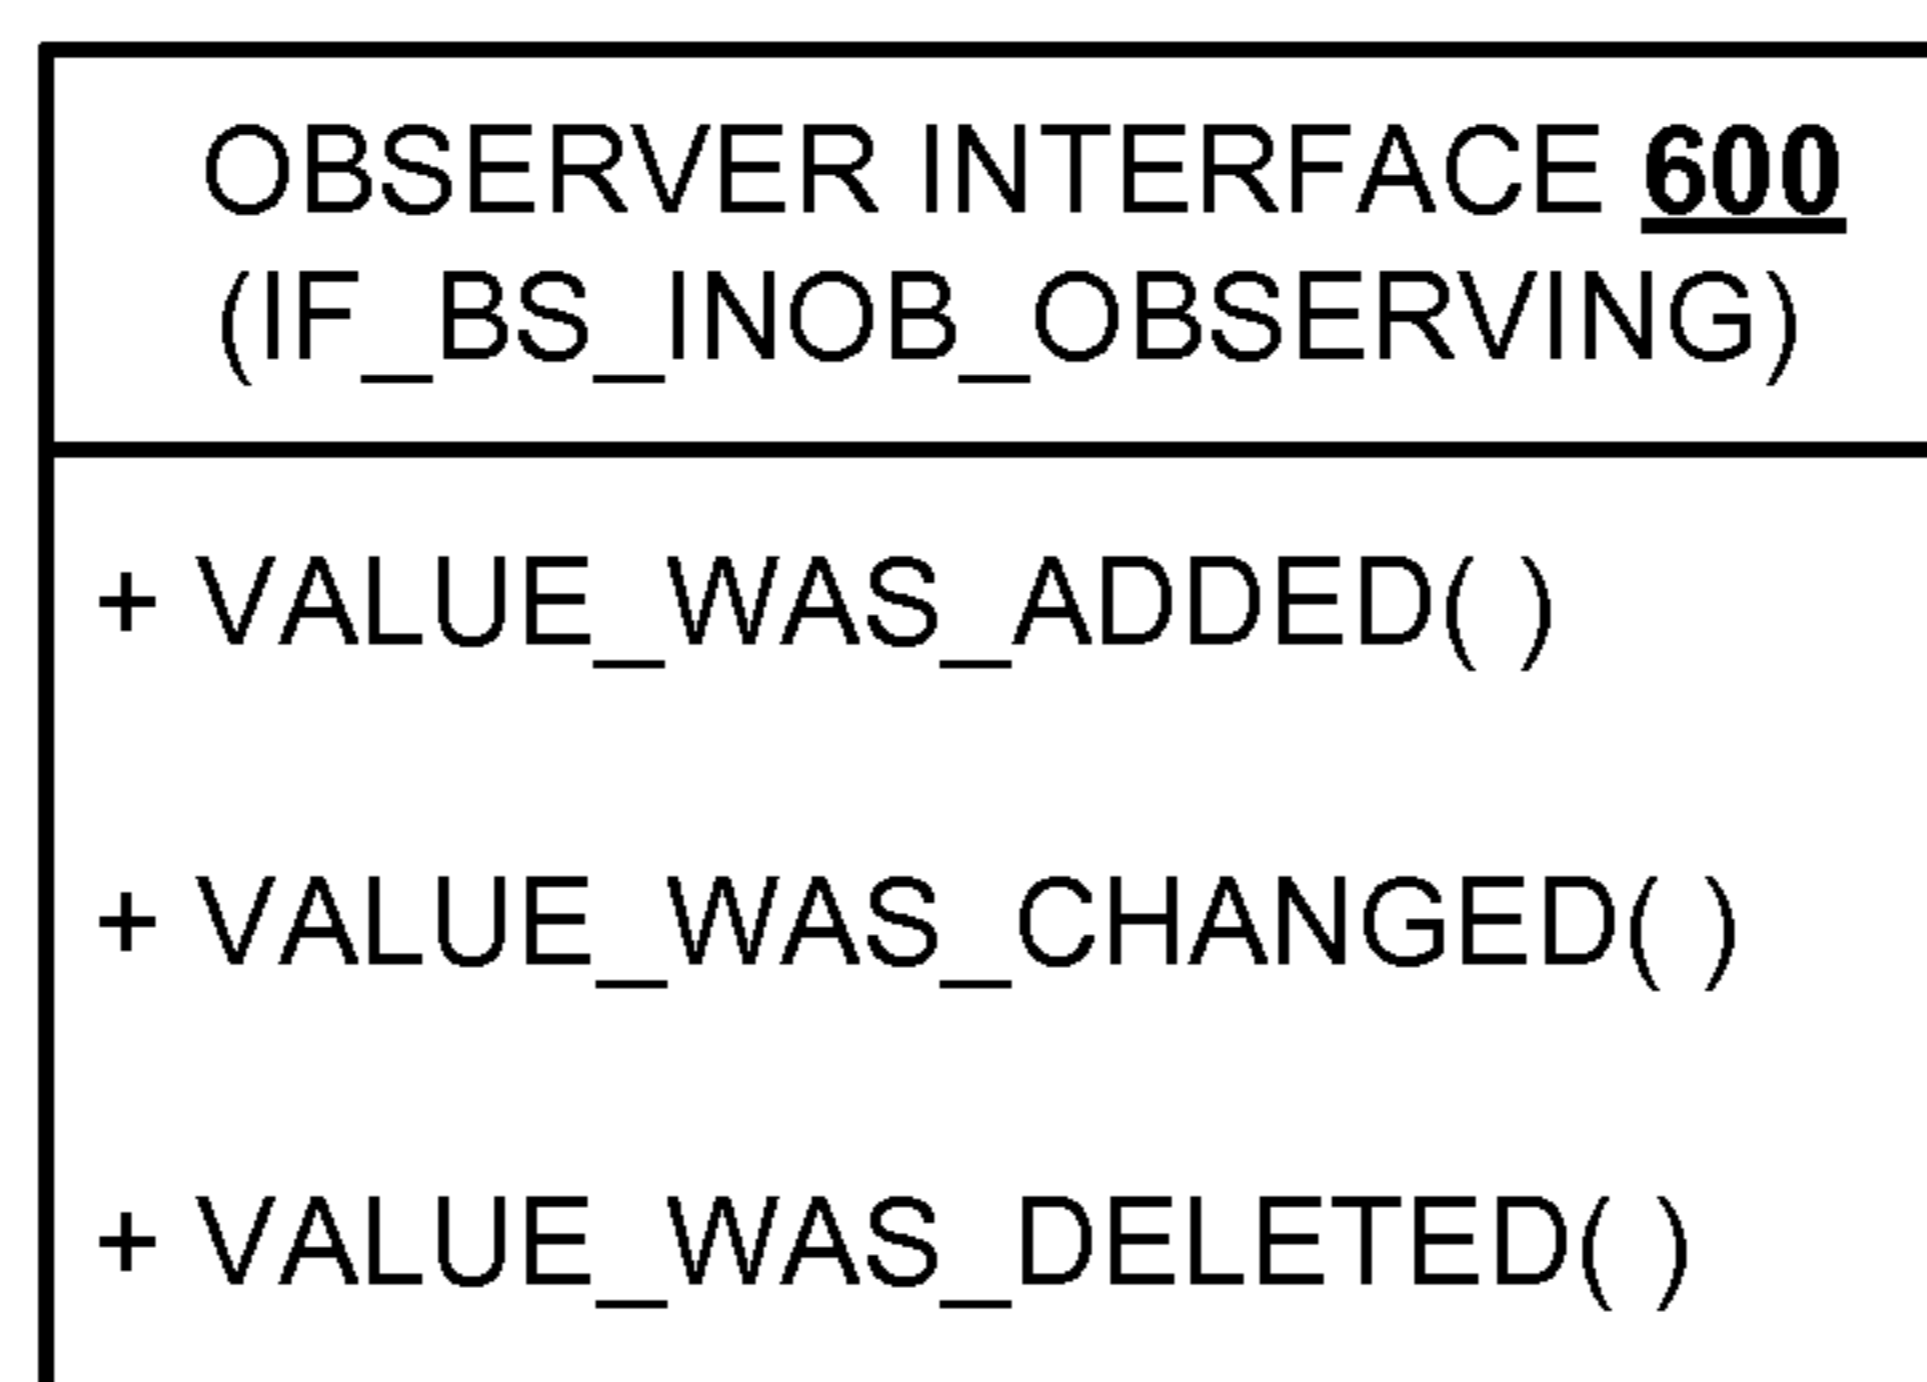 OBSERVER INTERFACE 600
(IF_BS_INOB_OBSERVING)
+ VALUE_WAS_ADDED( )
+ VALUE_WAS_CHANGED( )
+ VALUE_WAS_DELETED( )